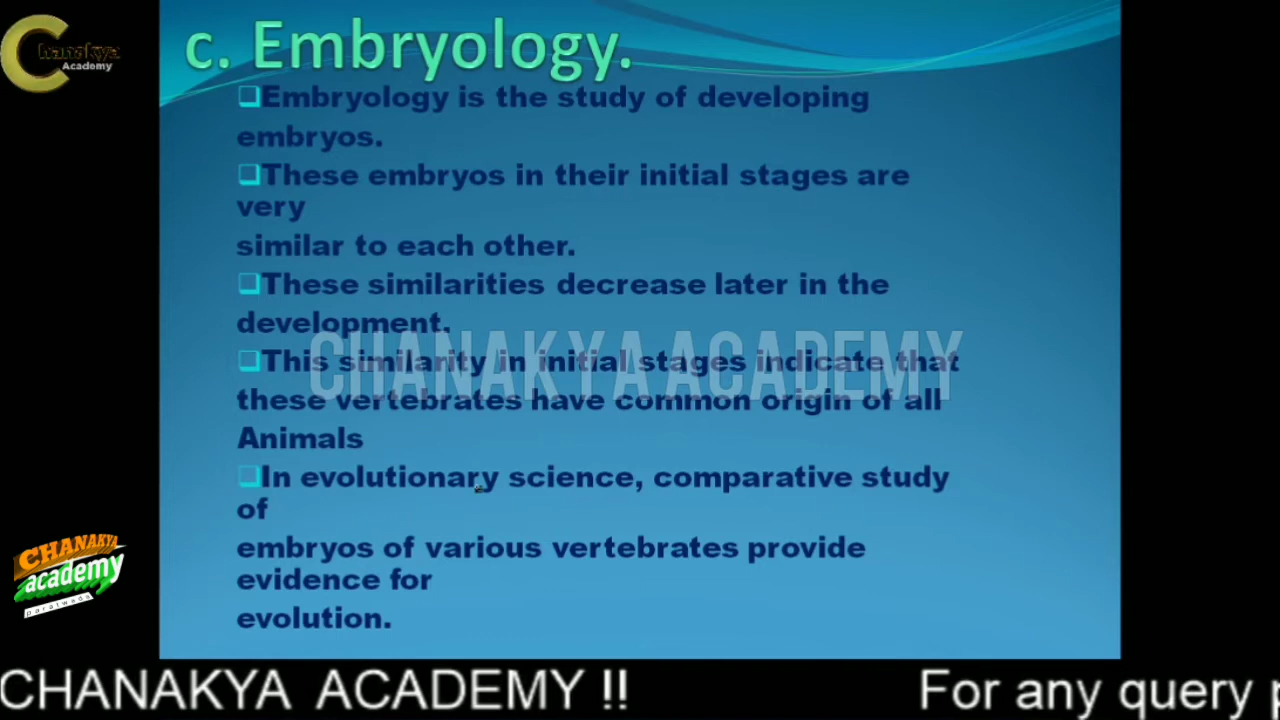 Chanakya
Academy
c. Embryology.
❑Embryology is the study of developing
embryos.
❑These embryos in their initial stages are
very
similar to each other.
❑These similarities decrease later in the
development.
❑This similarity in initial stages indicate that
these vertebrates have common origin of all
Animals
❑In evolutionary science, comparative study
of
embryos of various vertebrates provide
evidence for
evolution.
CHANAKYA ACADEMY
CHANAKYA
academy
paratwada
CHANAKYA ACADEMY !! For any query p